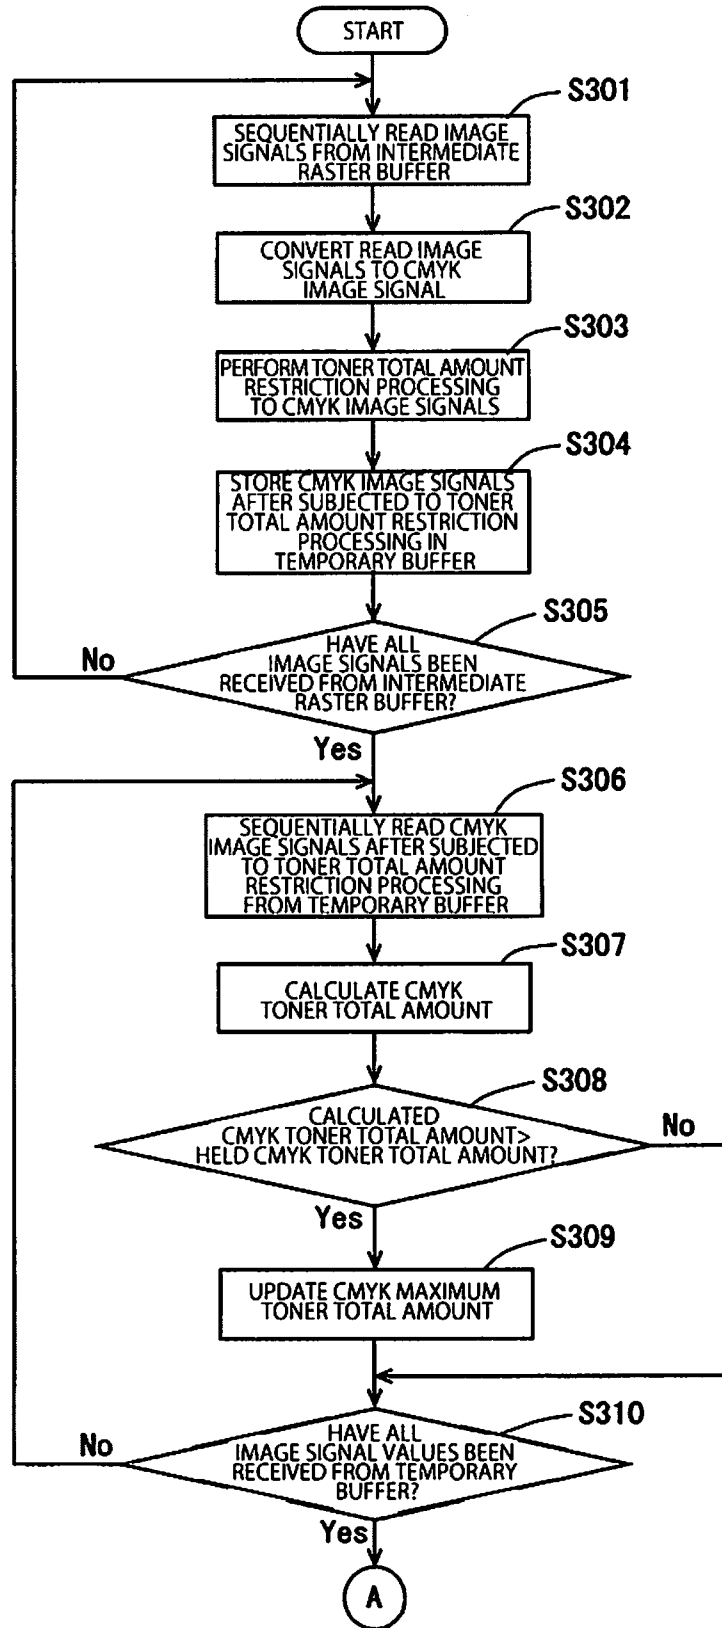 START
S301
SEQUENTIALLY READ IMAGE
SIGNALS FROM INTERMEDIATE
RASTER BUFFER
S302
CONVERT READ IMAGE
SIGNALS TO CMYK
IMAGE SIGNAL
S303
PERFORM TONER TOTAL AMOUNT
RESTRICTION PROCESSING
TO CMYK IMAGE SIGNALS
S304
STORE CMYK IMAGE SIGNALS
AFTER SUBJECTED TO TONER
TOTAL AMOUNT RESTRICTION
PROCESSING IN
TEMPORARY BUFFER
S305
HAVE ALL
IMAGE SIGNALS BEEN
RECEIVED FROM INTERMEDIATE
RASTER BUFFER?
No
Yes
S306
SEQUENTIALLY READ CMYK
IMAGE SIGNALS AFTER SUBJECTED
TO TONER TOTAL AMOUNT
RESTRICTION PROCESSING
FROM TEMPORARY BUFFER
S307
CALCULATE CMYK
TONER TOTAL AMOUNT
S308
CALCULATED
CMYK TONER TOTAL AMOUNT>
HELD CMYK TONER TOTAL AMOUNT?
No
Yes
S309
UPDATE CMYK MAXIMUM
TONER TOTAL AMOUNT
S310
HAVE ALL
IMAGE SIGNAL VALUES BEEN
RECEIVED FROM TEMPORARY
BUFFER?
No
Yes
A